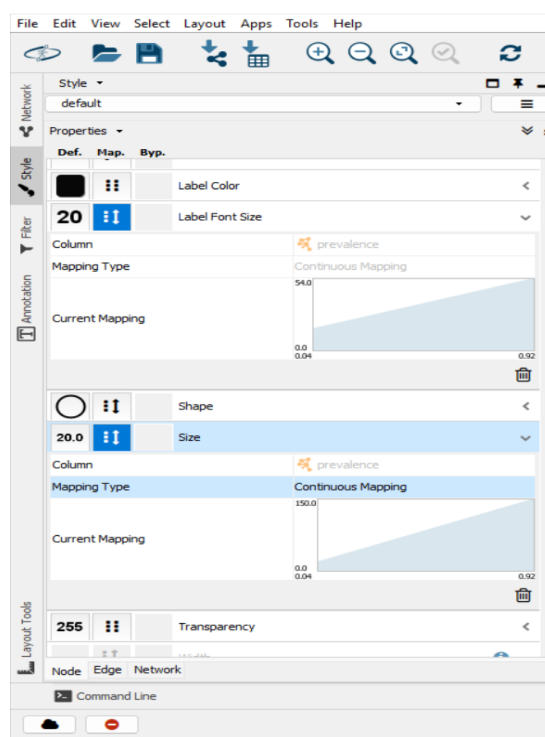 File Edit View Select Layout Apps Tools Help
Network
Style
Filter
Annotation
Layout Tools
Style
default
Properties
Def. Map. Byp.
Label Color
20 Label Font Size
Column prevalence
Mapping Type Continuous Mapping
54.0
Current Mapping
0.0
0.04 0.92
Shape
20.0 Size
Column prevalence
Mapping Type Continuous Mapping
150.0
Current Mapping
0.0
0.04 0.92
255 Transparency
Node Edge Network
Command Line